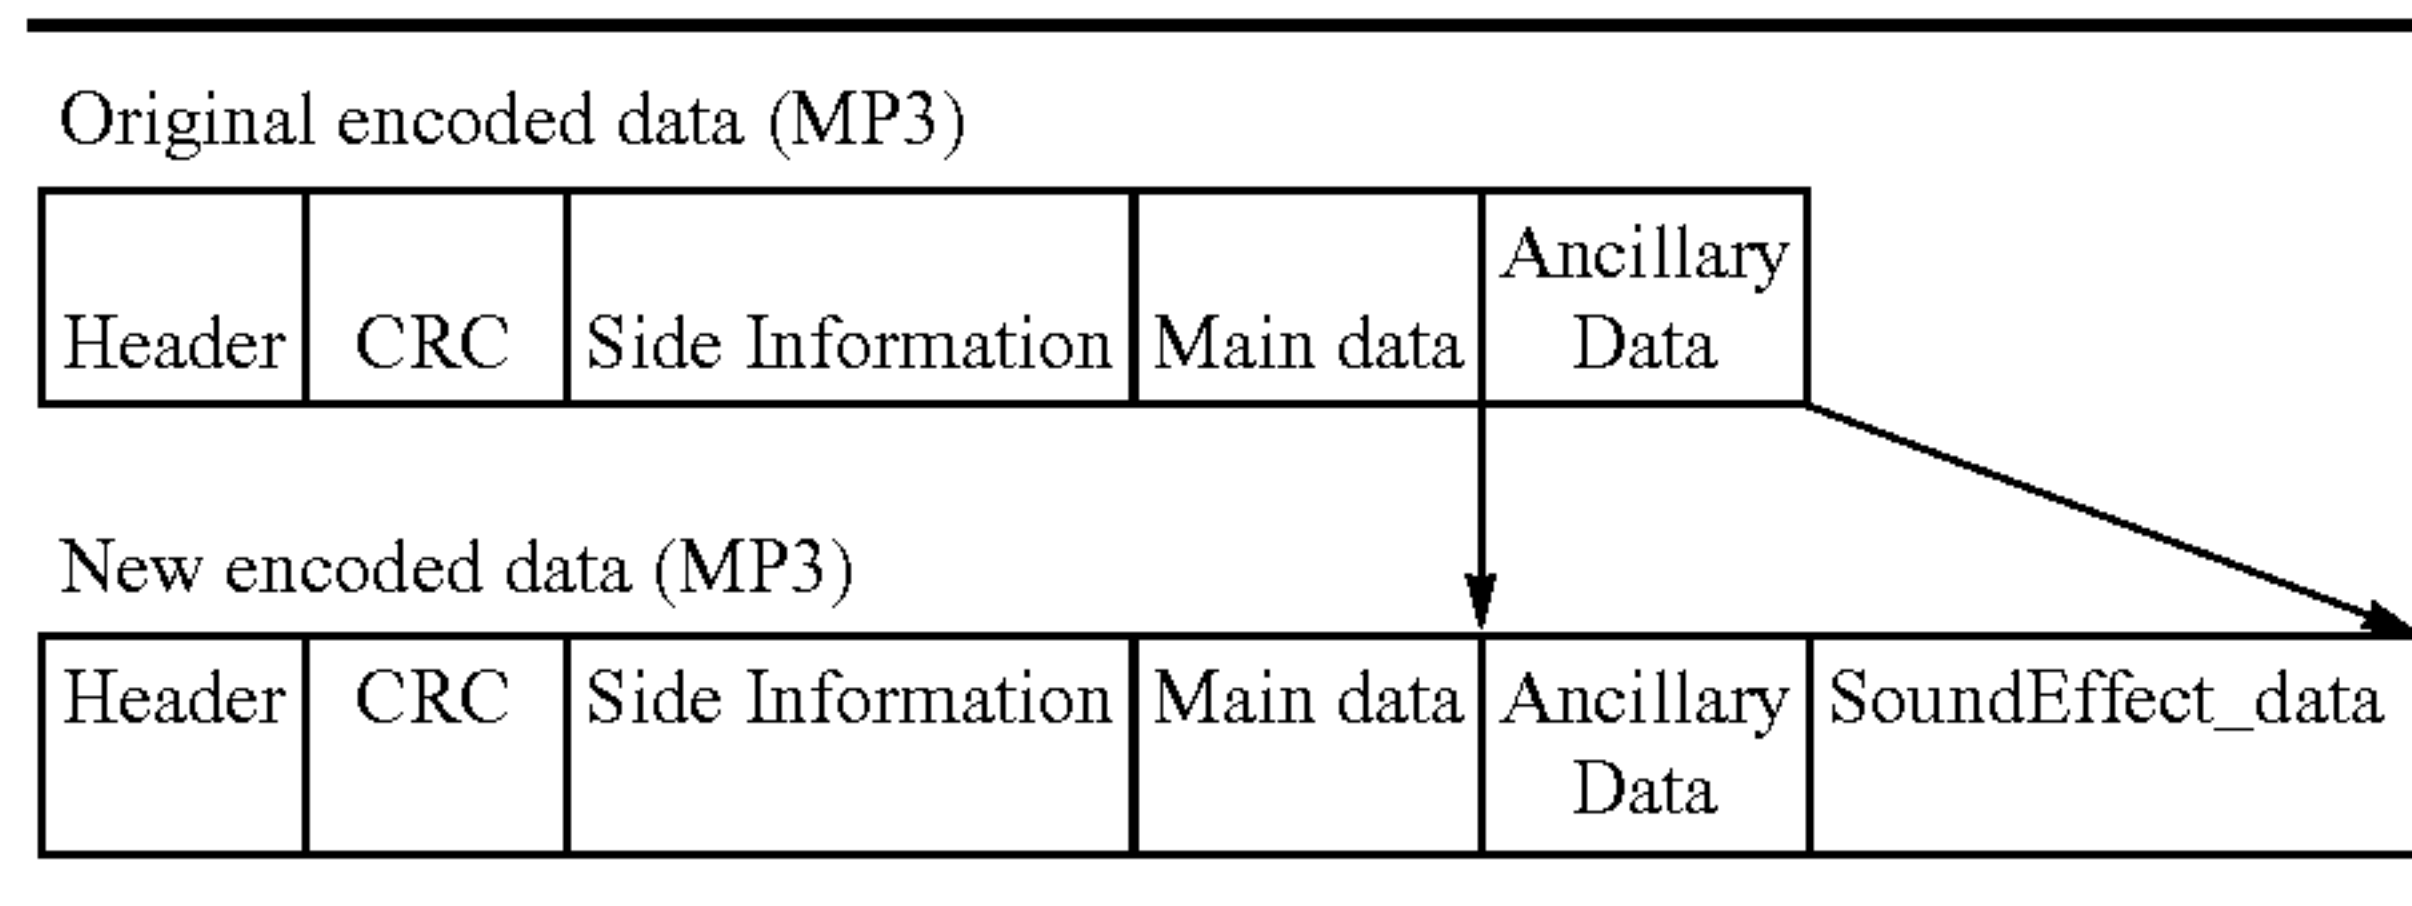 Original encoded data (MP3)
Header CRC Side Information Main data Ancillary Data
New encoded data (MP3)
Header CRC Side Information Main data Ancillary Data SoundEffect_data